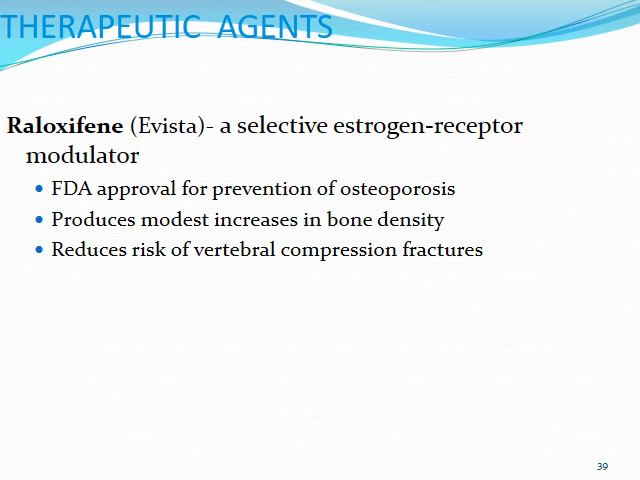 THERAPEUTIC AGENTS
Raloxifene (Evista)- a selective estrogen-receptor
modulator
• FDA approval for prevention of osteoporosis
• Produces modest increases in bone density
• Reduces risk of vertebral compression fractures
39